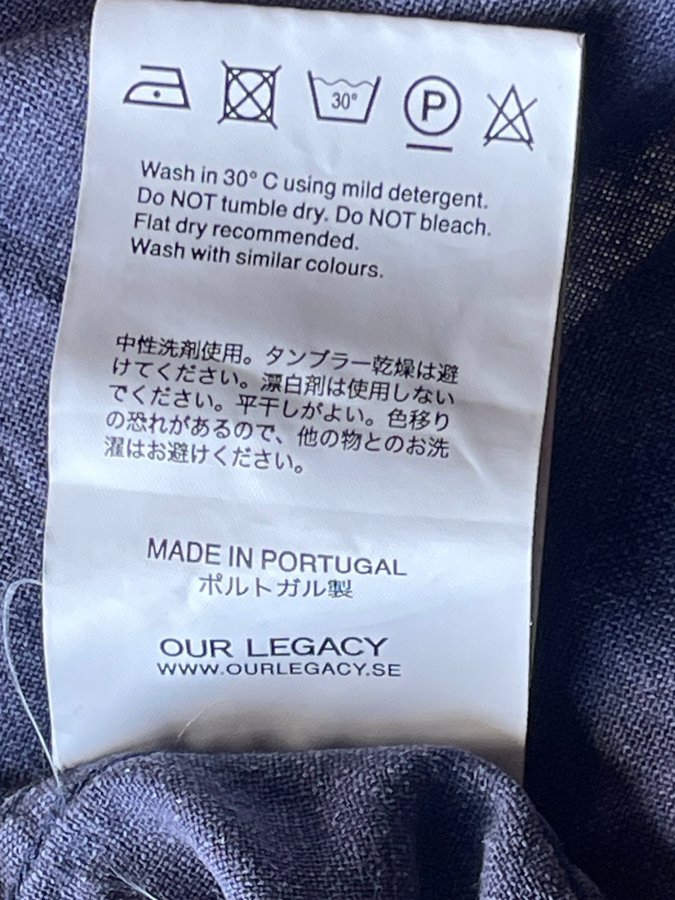 30°
P
Wash in 30° C using mild detergent.
Do NOT tumble dry. Do NOT bleach.
Flat dry recommended.
Wash with similar colours.
中性洗剤使用。タンブラー乾燥は避
けてください。漂白剤は使用しない
でください。平干しがよい。色移り
の恐れがあるので、他の物とのお洗
濯はお避けください。
MADE IN PORTUGAL
ポルトガル製
OUR LEGACY
WWW.OURLEGACY.SE